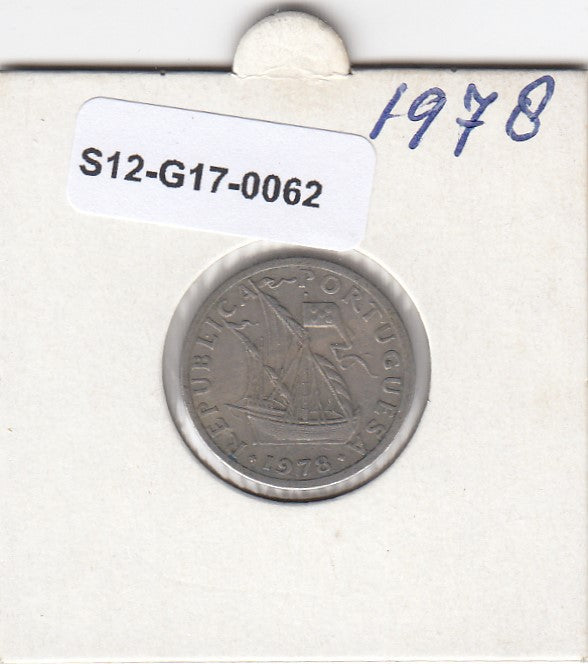 1978
S12-G17-0062
REPUBLICA PORTUGUESA
· 1978 ·